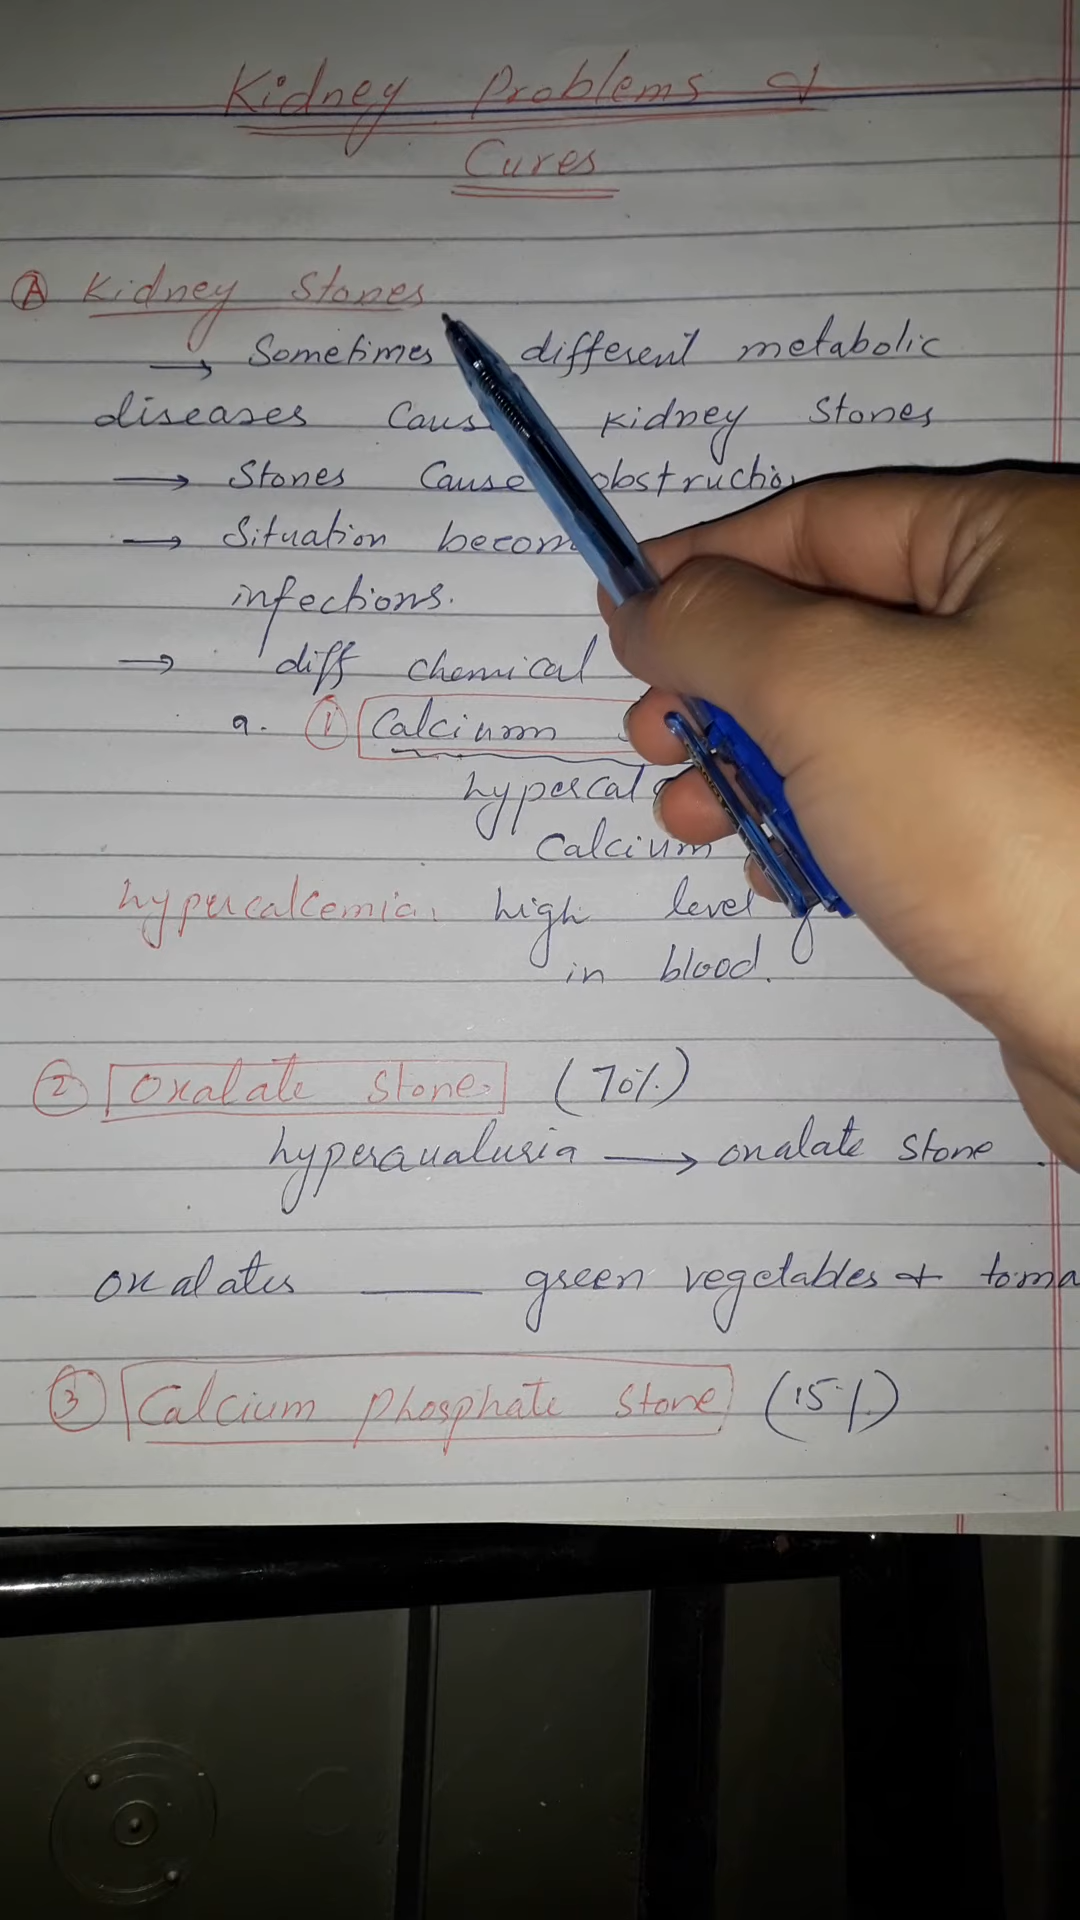 Kidney Problems &
Cures
A Kidney Stones
→ Sometimes different metabolic
diseases Caus Kidney Stones
→ Stones Cause obstructio
→ Situation becom
infections.
→ diff chemical
a. ① Calcium
hypercal
Calcium
hypercalcemia: high level
in blood.
② Oxalate Stone (70%)
hyperaualuria → onalate Stone .
oxalates — green vegetables & toma
③ Calcium Phosphate Stone (15%)